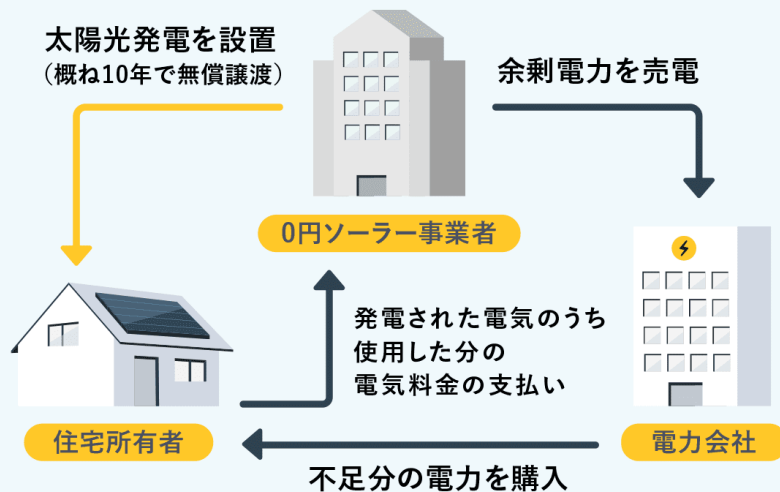 太陽光発電を設置
（概ね10年で無償譲渡）
余剰電力を売電
0円ソーラー事業者
発電された電気のうち
使用した分の
電気料金の支払い
住宅所有者
電力会社
不足分の電力を購入